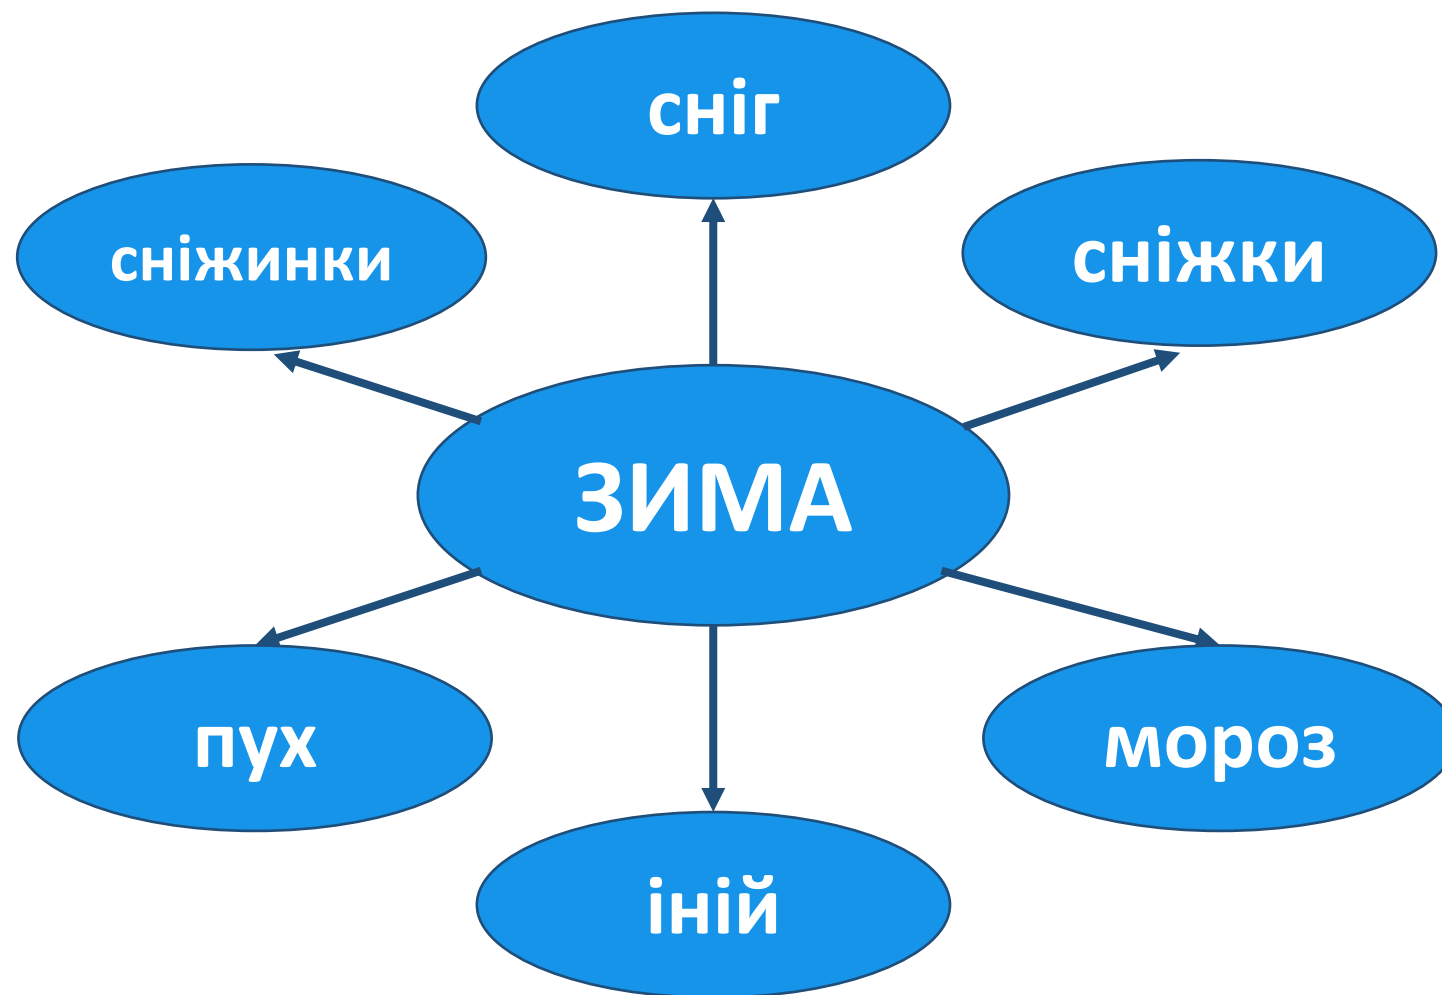 сніг
сніжинки
сніжки
ЗИМА
пух
мороз
іній